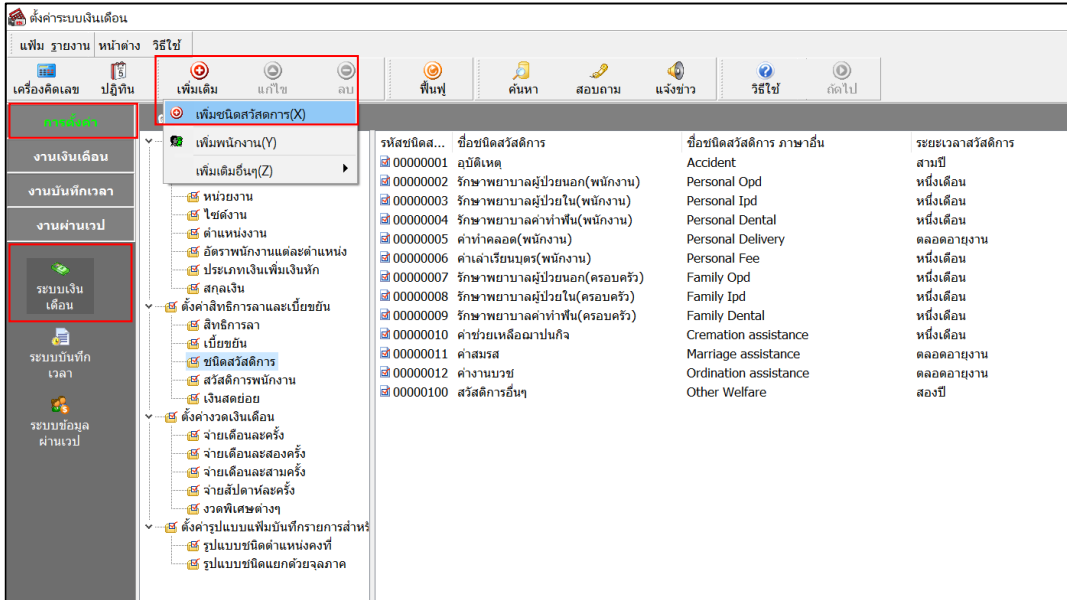 ตั้งค่าระบบเงินเดือน
แฟ้ม รายงาน หน้าต่าง วิธีใช้
เครื่องคิดเลข ปฏิทิน เพิ่มเติม แก้ไข ลบ ฟื้นฟู ค้นหา สอบถาม แจ้งข่าว วิธีใช้ ถัดไป
เพิ่มชนิดสวัสดิการ(X)
เพิ่มพนักงาน(Y)
เพิ่มเติมอื่นๆ(Z)
การตั้งค่า
งานเงินเดือน
งานบันทึกเวลา
งานผ่านเวป
ระบบเงิน
เดือน
ระบบบันทึก
เวลา
ระบบข้อมูล
ผ่านเวป
หน่วยงาน
ไซต์งาน
ตำแหน่งงาน
อัตราพนักงานแต่ละตำแหน่ง
ประเภทเงินเพิ่มเงินหัก
สกุลเงิน
ตั้งค่าสิทธิการลาและเบี้ยขยัน
สิทธิการลา
เบี้ยขยัน
ชนิดสวัสดิการ
สวัสดิการพนักงาน
เงินสดย่อย
ตั้งค่างวดเงินเดือน
จ่ายเดือนละครั้ง
จ่ายเดือนละสองครั้ง
จ่ายเดือนละสามครั้ง
จ่ายสัปดาห์ละครั้ง
งวดพิเศษต่างๆ
ตั้งค่ารูปแบบแฟ้มบันทึกรายการสำหรั
รูปแบบชนิดตำแหน่งคงที่
รูปแบบชนิดแยกด้วยจุลภาค
รหัสชนิดส... ชื่อชนิดสวัสดิการ ชื่อชนิดสวัสดิการ ภาษาอื่น ระยะเวลาสวัสดิการ
00000001 อุบัติเหตุ Accident สามปี
00000002 รักษาพยาบาลผู้ป่วยนอก(พนักงาน) Personal Opd หนึ่งเดือน
00000003 รักษาพยาบาลผู้ป่วยใน(พนักงาน) Personal Ipd หนึ่งเดือน
00000004 รักษาพยาบาลค่าทำฟัน(พนักงาน) Personal Dental หนึ่งเดือน
00000005 ค่าทำคลอด(พนักงาน) Personal Delivery ตลอดอายุงาน
00000006 ค่าเล่าเรียนบุตร(พนักงาน) Personal Fee หนึ่งเดือน
00000007 รักษาพยาบาลผู้ป่วยนอก(ครอบครัว) Family Opd หนึ่งเดือน
00000008 รักษาพยาบาลผู้ป่วยใน(ครอบครัว) Family Ipd หนึ่งเดือน
00000009 รักษาพยาบาลค่าทำฟัน(ครอบครัว) Family Dental หนึ่งเดือน
00000010 ค่าช่วยเหลือฌาปนกิจ Cremation assistance หนึ่งเดือน
00000011 ค่าสมรส Marriage assistance ตลอดอายุงาน
00000012 ค่างานบวช Ordination assistance ตลอดอายุงาน
00000100 สวัสดิการอื่นๆ Other Welfare สองปี